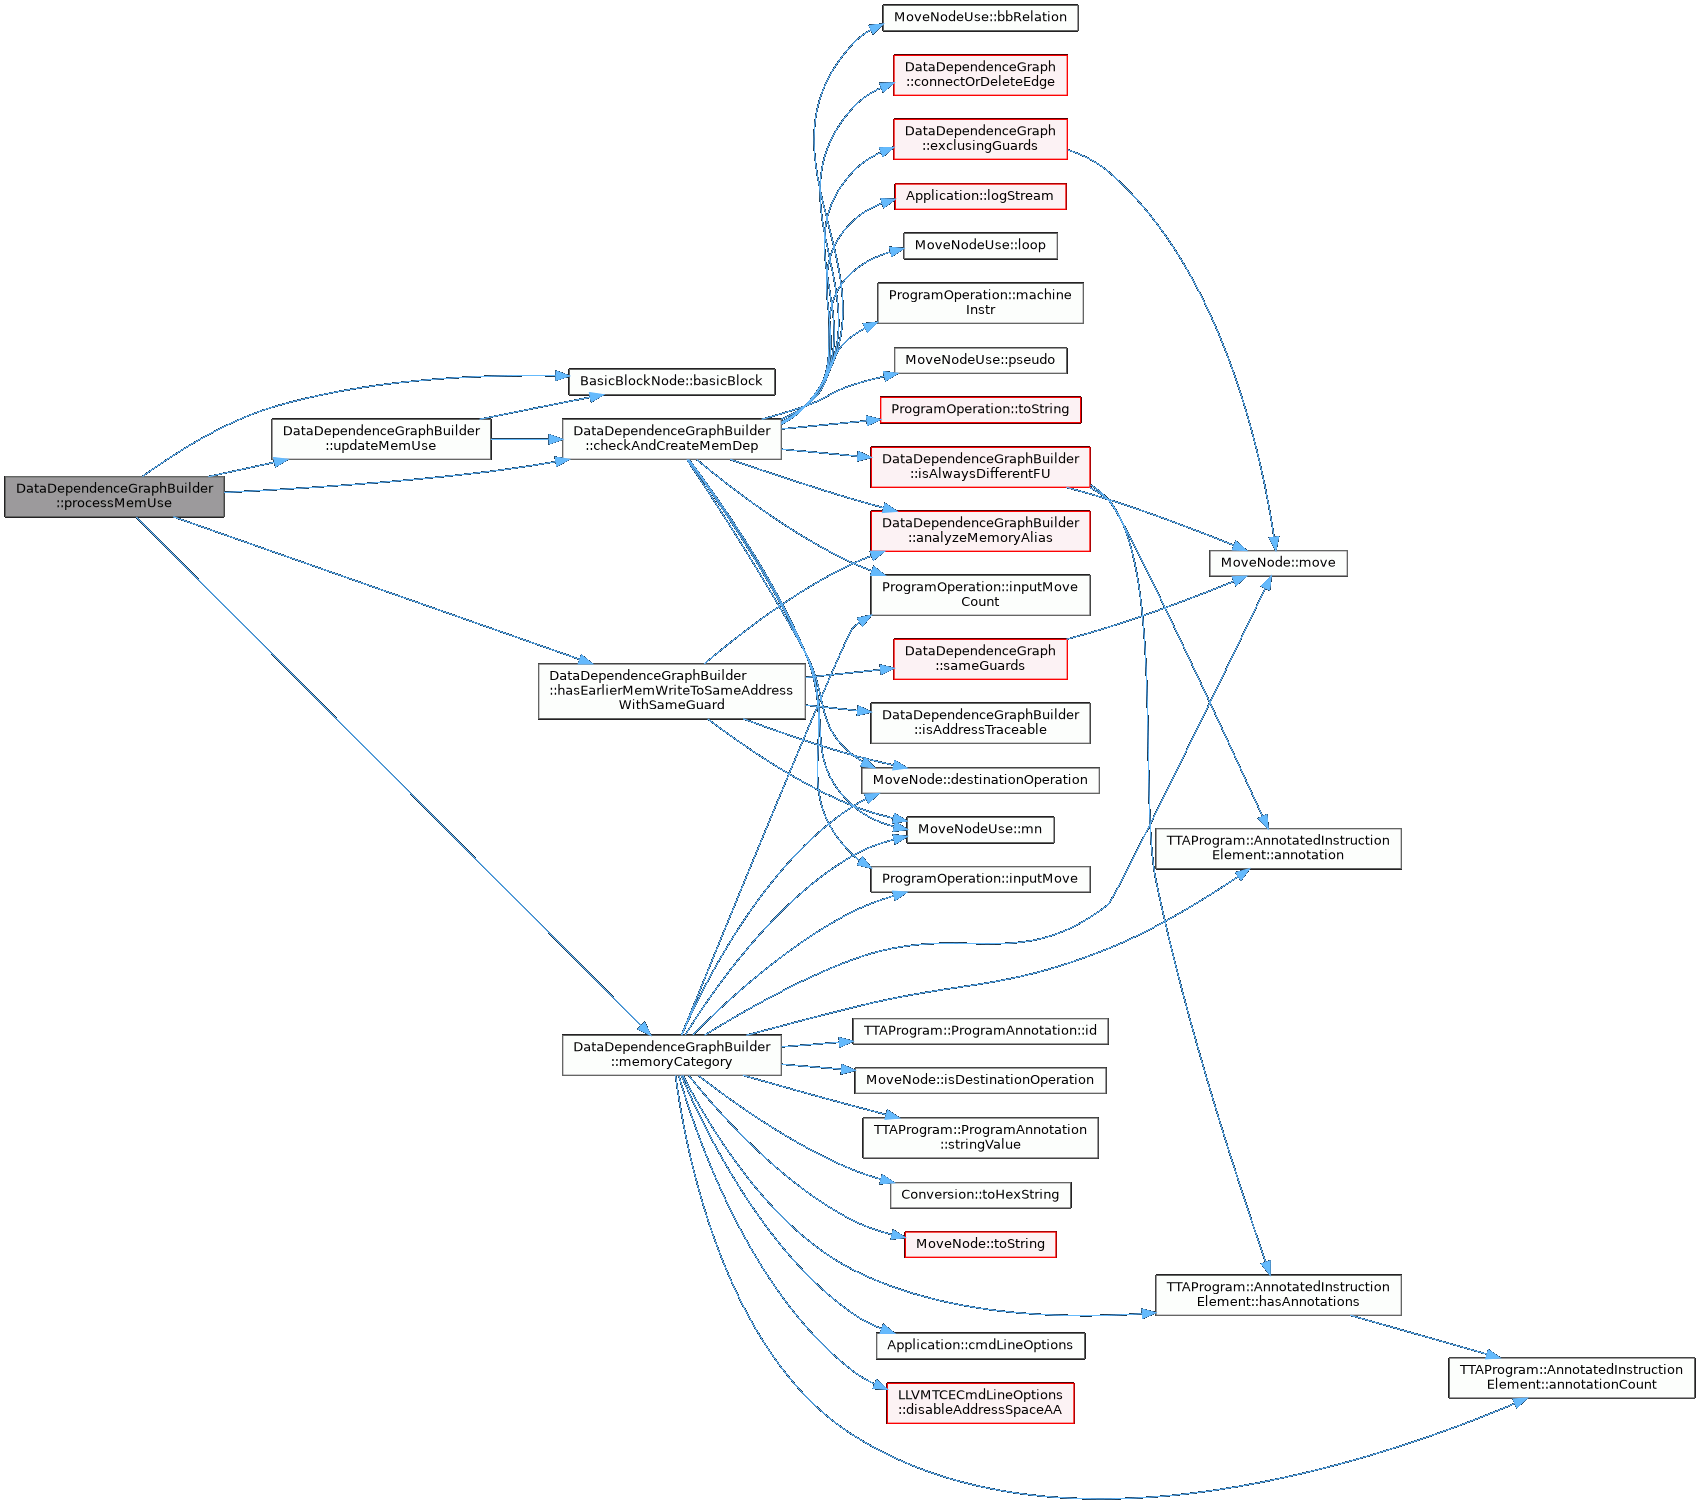 MoveNodeUse::bbRelation
DataDependenceGraph
::connectOrDeleteEdge
DataDependenceGraph
::exclusingGuards
Application::logStream
MoveNodeUse::loop
ProgramOperation::machine
Instr
MoveNodeUse::pseudo
BasicBlockNode::basicBlock
ProgramOperation::toString
DataDependenceGraphBuilder
::updateMemUse
DataDependenceGraphBuilder
::checkAndCreateMemDep
DataDependenceGraphBuilder
::isAlwaysDifferentFU
DataDependenceGraphBuilder
::processMemUse
DataDependenceGraphBuilder
::analyzeMemoryAlias
MoveNode::move
ProgramOperation::inputMove
Count
DataDependenceGraph
::sameGuards
DataDependenceGraphBuilder
::hasEarlierMemWriteToSameAddress
WithSameGuard
DataDependenceGraphBuilder
::isAddressTraceable
MoveNode::destinationOperation
MoveNodeUse::mn
TTAProgram::AnnotatedInstruction
Element::annotation
ProgramOperation::inputMove
TTAProgram::ProgramAnnotation::id
DataDependenceGraphBuilder
::memoryCategory
MoveNode::isDestinationOperation
TTAProgram::ProgramAnnotation
::stringValue
Conversion::toHexString
MoveNode::toString
TTAProgram::AnnotatedInstruction
Element::hasAnnotations
Application::cmdLineOptions
TTAProgram::AnnotatedInstruction
Element::annotationCount
LLVMTCECmdLineOptions
::disableAddressSpaceAA